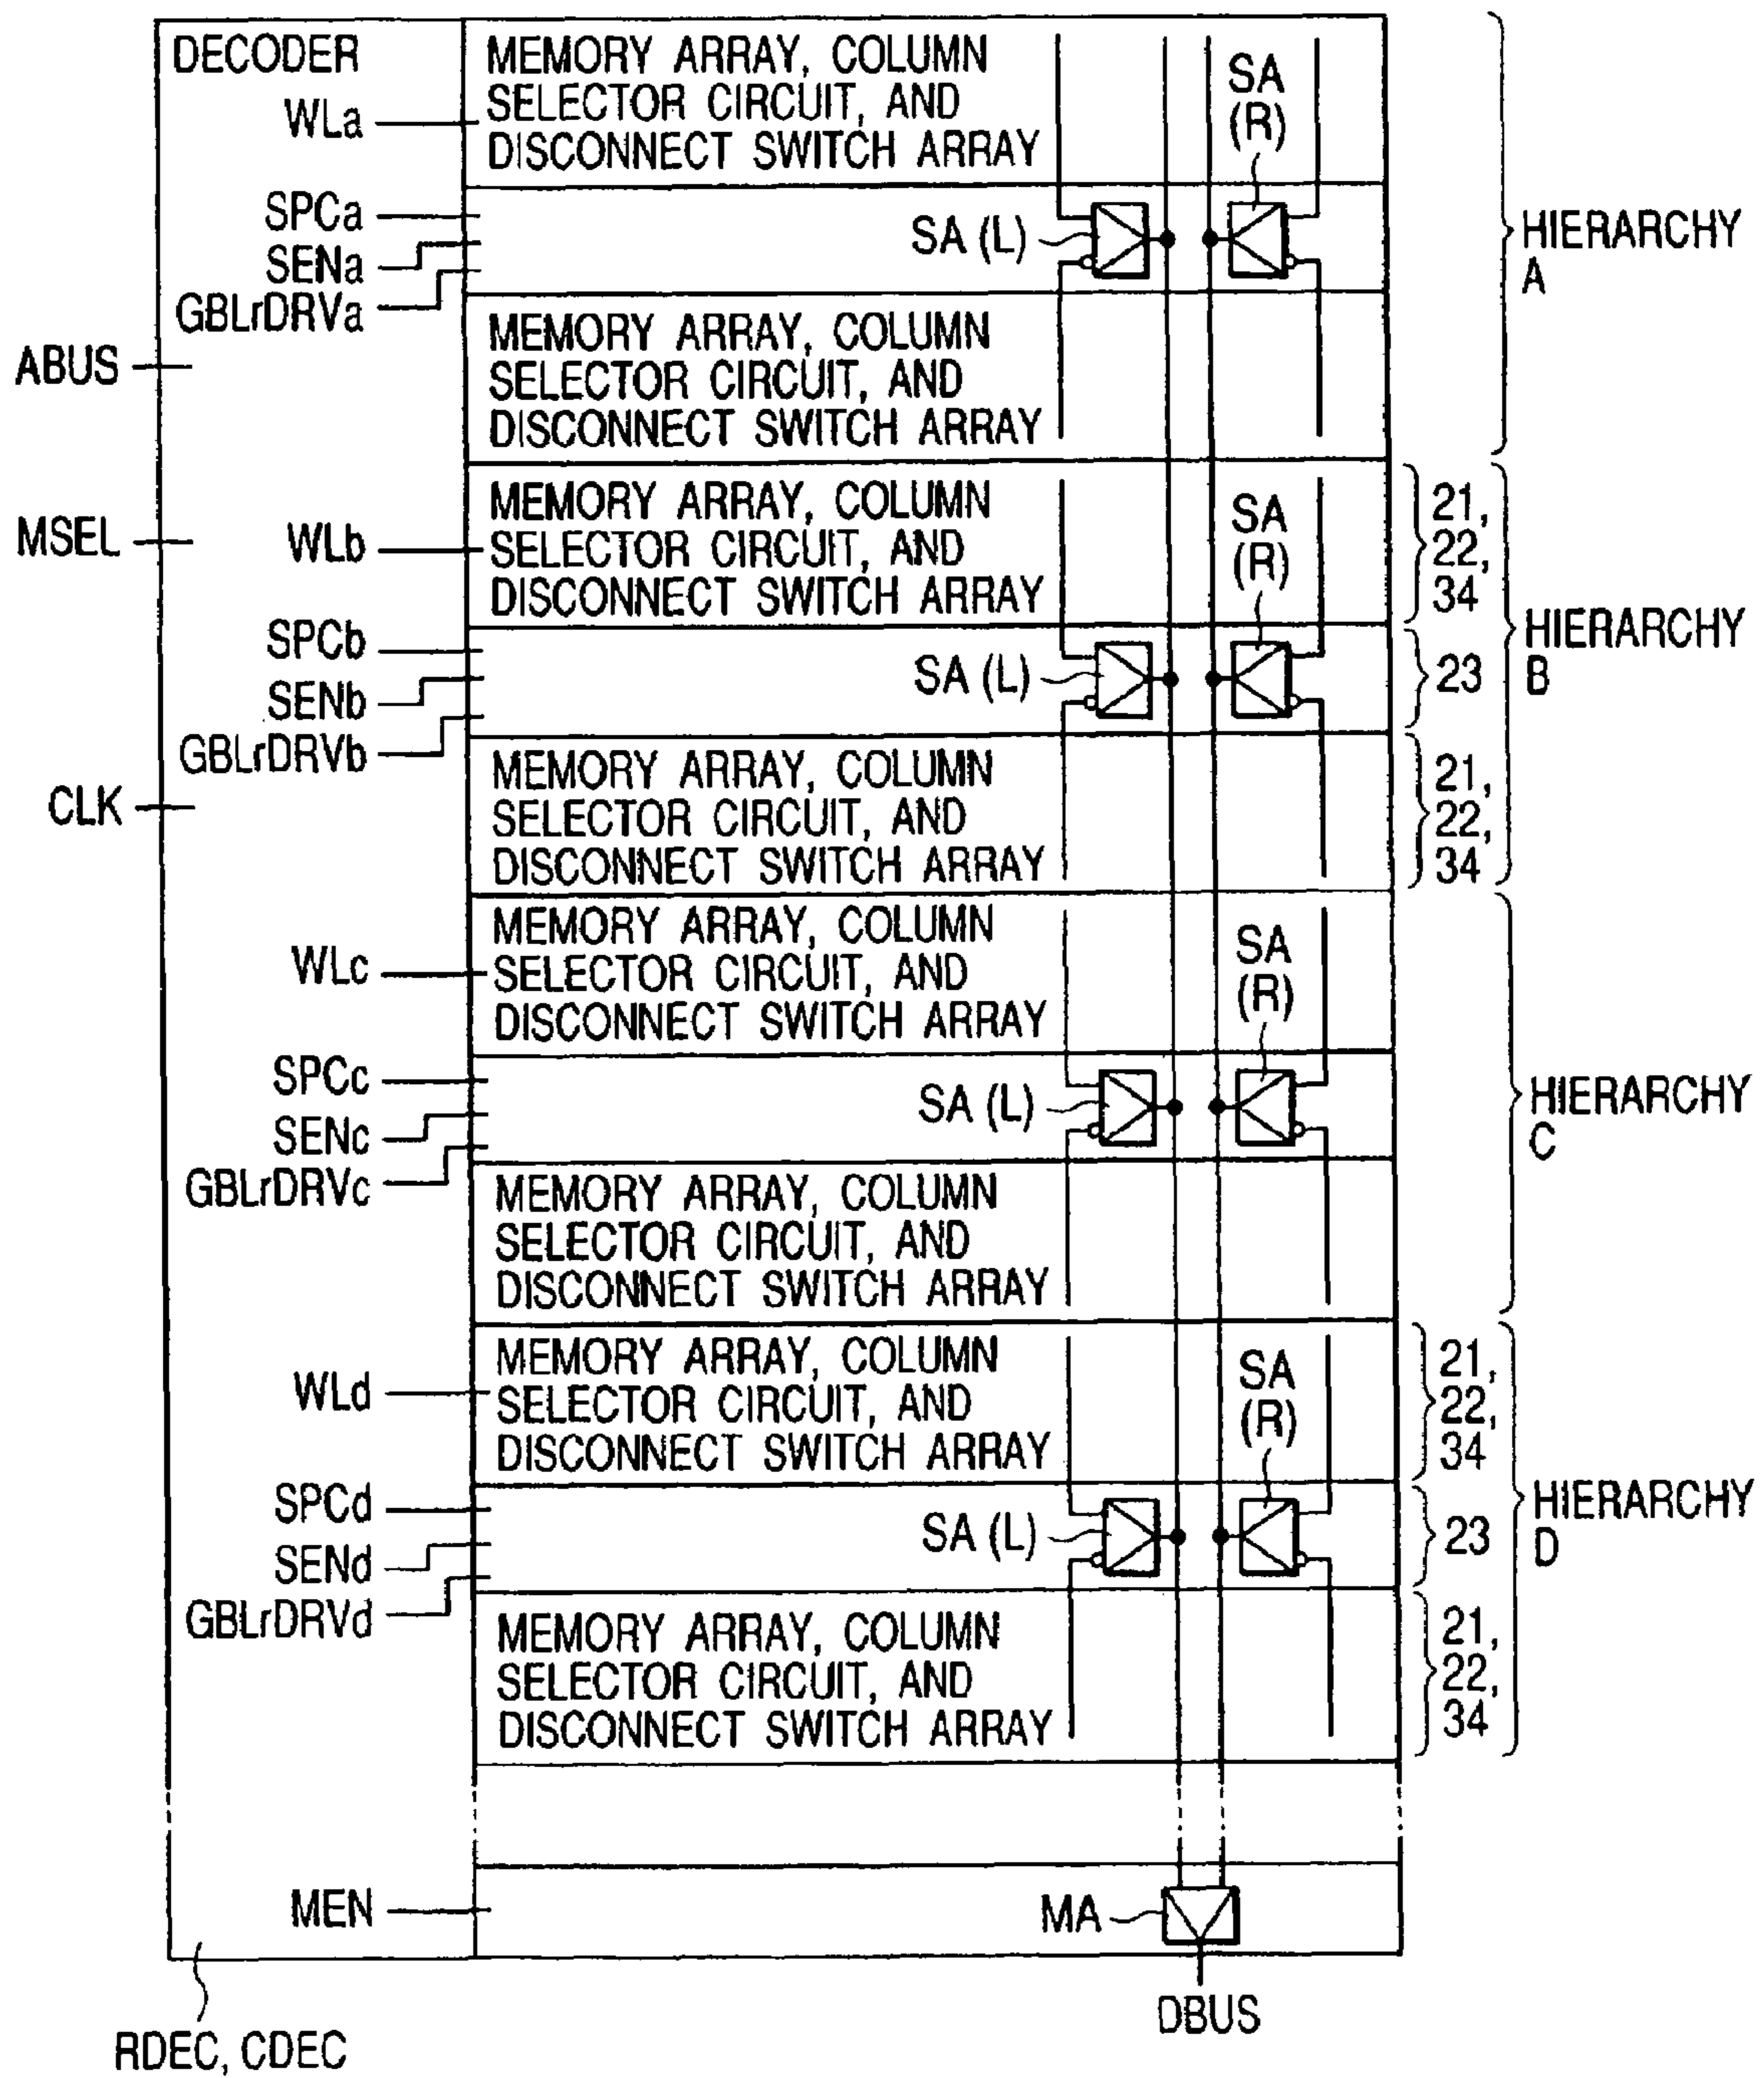 DECODER
MEMORY ARRAY, COLUMN
SELECTOR CIRCUIT, AND
DISCONNECT SWITCH ARRAY
WLa
SA
(R)
SPCa
SENa
GBLrDRVa
SA (L)
HIERARCHY
A
MEMORY ARRAY, COLUMN
SELECTOR CIRCUIT, AND
DISCONNECT SWITCH ARRAY
ABUS
MSEL
WLb
MEMORY ARRAY, COLUMN
SELECTOR CIRCUIT, AND
DISCONNECT SWITCH ARRAY
SA
(R)
21,
22,
34
SPCb
SENb
GBLrDRVb
SA (L)
23
HIERARCHY
B
CLK
MEMORY ARRAY, COLUMN
SELECTOR CIRCUIT, AND
DISCONNECT SWITCH ARRAY
21,
22,
34
WLc
MEMORY ARRAY, COLUMN
SELECTOR CIRCUIT, AND
DISCONNECT SWITCH ARRAY
SA
(R)
SPCc
SENc
GBLrDRVc
SA (L)
HIERARCHY
C
MEMORY ARRAY, COLUMN
SELECTOR CIRCUIT, AND
DISCONNECT SWITCH ARRAY
WLd
MEMORY ARRAY, COLUMN
SELECTOR CIRCUIT, AND
DISCONNECT SWITCH ARRAY
SA
(R)
21,
22,
34
SPCd
SENd
GBLrDRVd
SA (L)
23
HIERARCHY
D
MEMORY ARRAY, COLUMN
SELECTOR CIRCUIT, AND
DISCONNECT SWITCH ARRAY
21,
22,
34
MEN
MA
DBUS
RDEC, CDEC